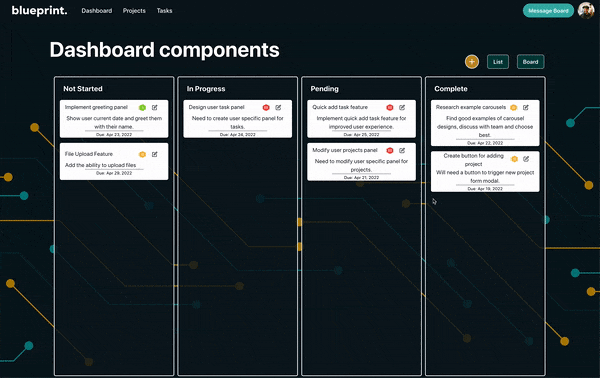 blueprint.
Dashboard
Projects
Tasks
Message Board
Dashboard components
+
List
Board
Not Started
Implement greeting panel
Show user current date and greet them
with their name.
Due: Apr 23, 2022
File Upload Feature
Add the ability to upload files
Due: Apr 29, 2022
In Progress
Design user task panel
Need to create user specific panel for
tasks.
Due: Apr 24, 2022
Pending
Quick add task feature
Implement quick add task feature for
improved user experience.
Due: Apr 25, 2022
Modify user projects panel
Need to modify user specific panel for
projects.
Due: Apr 21, 2022
Complete
Research example carousels
Find good examples of carousel
designs, discuss with team and choose
best.
Due: Apr 22, 2022
Create button for adding
project
Will need a button to trigger new project
form modal.
Due: Apr 19, 2022